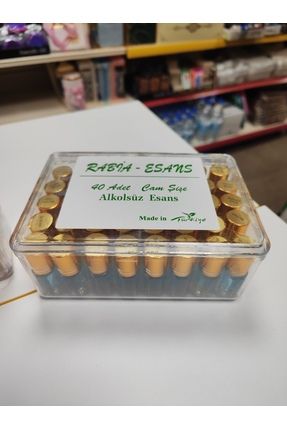 RABİA - ESANS
40 Adet Cam Şişe
Alkolsüz Esans
Made in Türkiye